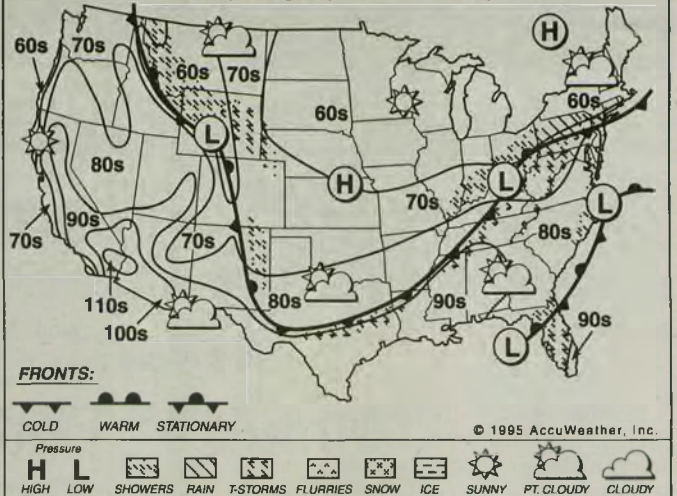 H
60s 70s
60s 70s
60s
60s
L
80s
H
L
70s
L
90s
80s
70s
70s
110s
100s
80s
90s
90s
L
FRONTS:
COLD WARM STATIONARY
© 1995 AccuWeather, Inc.
Pressure
H L
HIGH LOW SHOWERS RAIN T-STORMS FLURRIES SNOW ICE SUNNY PT. CLOUDY CLOUDY